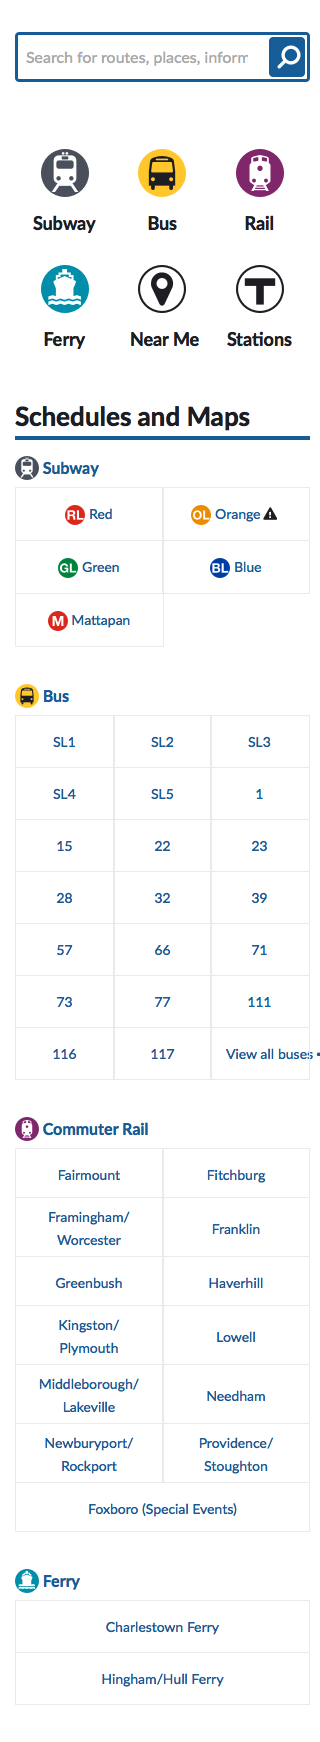 Search for routes, places, inform
Subway Bus Rail
Ferry Near Me Stations
T
Schedules and Maps
Subway
RL Red OL Orange
GL Green BL Blue
M Mattapan
Bus
SL1 SL2 SL3
SL4 SL5 1
15 22 23
28 32 39
57 66 71
73 77 111
116 117 View all buses
Commuter Rail
Fairmount Fitchburg
Framingham/
Worcester
Franklin
Greenbush Haverhill
Kingston/
Plymouth
Lowell
Middleborough/
Lakeville
Needham
Newburyport/
Rockport
Providence/
Stoughton
Foxboro (Special Events)
Ferry
Charlestown Ferry
Hingham/Hull Ferry